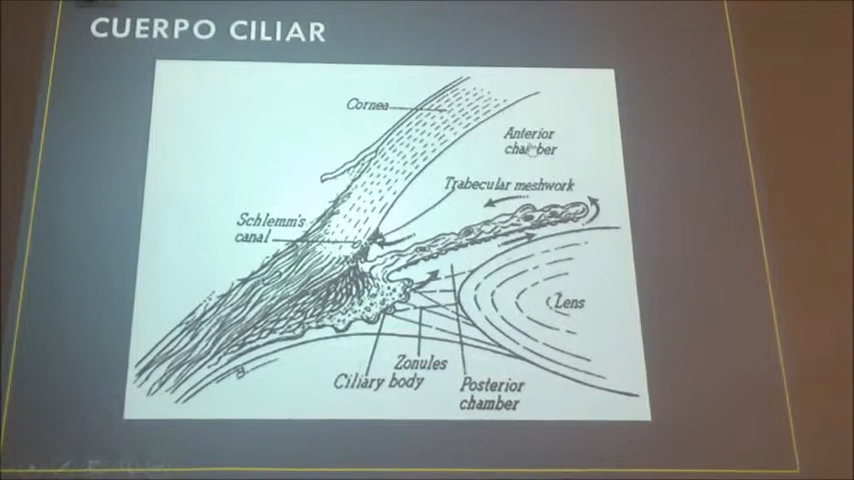 CUERPO CILIAR
Cornea
Anterior
chamber
Trabecular meshwork
Schlemm's
canal
Lens
Zonules
Ciliary body
Posterior
chamber